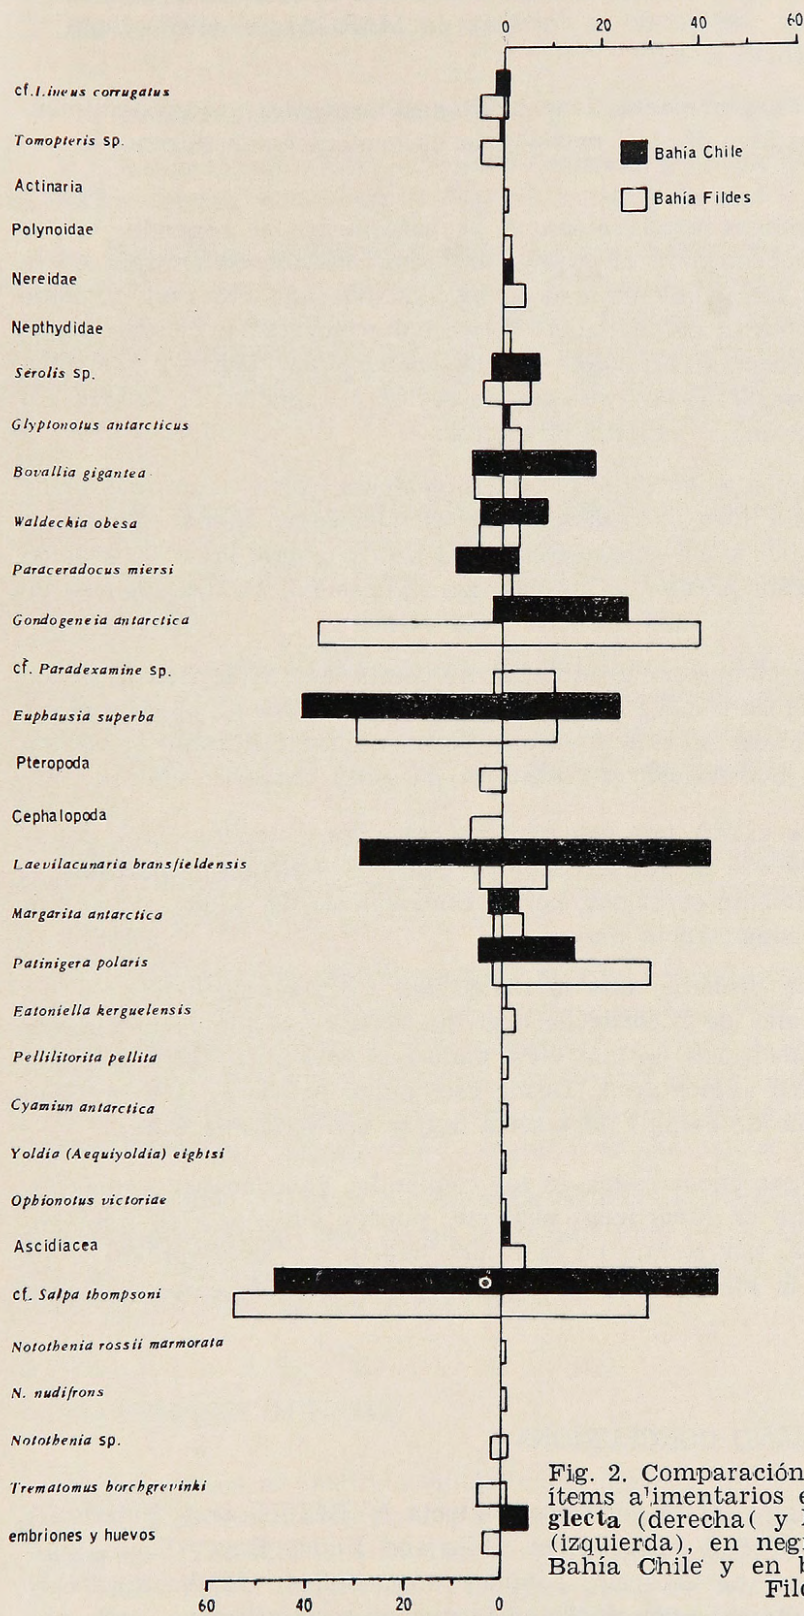 0 20 40 60
cf. Lineus corrugatus
Tomopteris sp.
Bahía Chile
Actinaria
Bahía Fildes
Polynoidae
Nereidae
Nepthydidae
Serolis sp.
Glyptonotus antarcticus
Bovallia gigantea
Waldeckia obesa
Paraceradocus miersi
Gondogeneia antarctica
cf. Paradexamine sp.
Euphausia superba
Pteropoda
Cephalopoda
Laevilacunaria bransfieldensis
Margarita antarctica
Patinigera polaris
Eatoniella kerguelensis
Pellilitorita pellita
Cyamiun antarctica
Yoldia (Aequiyoldia) eightsi
Ophionotus victoriae
Ascidiacea
cf. Salpa thompsoni
Notothenia rossii marmorata
N. nudifrons
Notothenia sp.
Trematomus borchgrevinki
embriones y huevos
60 40 20 0
Fig. 2. Comparación
ítems a'imentarios
glecta (derecha( y
(izquierda), en
Bahía Chile y en